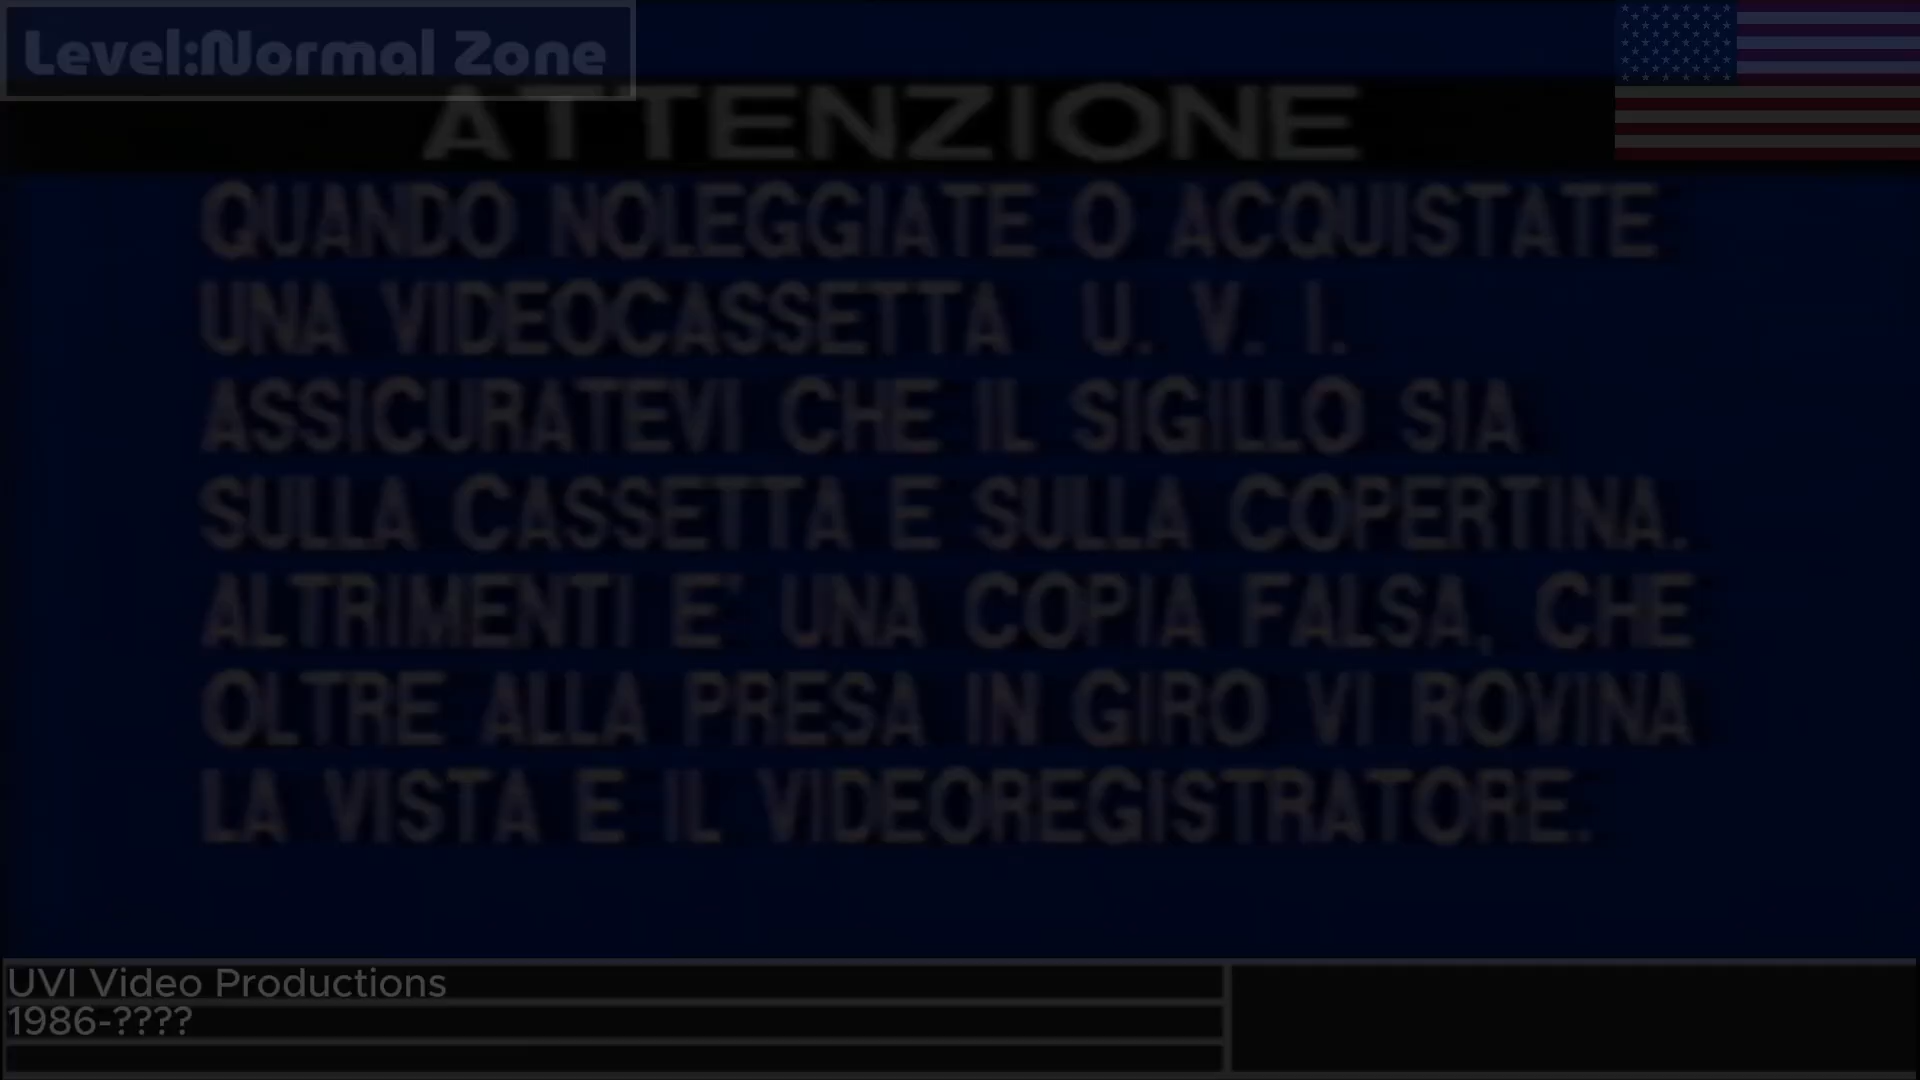 Level:Normal Zone
ATTENZIONE
QUANDO NOLEGGIATE O ACQUISTATE
UNA VIDEOCASSETTA U. V. I.
ASSICURATEVI CHE IL SIGILLO SIA
SULLA CASSETTA E SULLA COPERTINA.
ALTRIMENTI E' UNA COPIA FALSA, CHE
OLTRE ALLA PRESA IN GIRO VI ROVINA
LA VISTA E IL VIDEOREGISTRATORE.
UVI Video Productions
1986-????